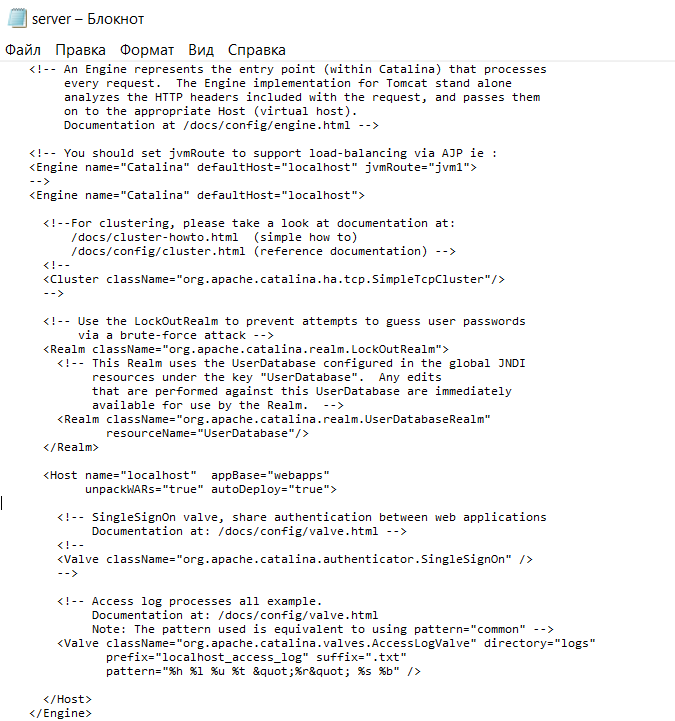 server – Блокнот
Файл Правка Формат Вид Справка
<!-- An Engine represents the entry point (within Catalina) that processes
every request.  The Engine implementation for Tomcat stand alone
analyzes the HTTP headers included with the request, and passes them
on to the appropriate Host (virtual host).
Documentation at /docs/config/engine.html -->
<!-- You should set jvmRoute to support load-balancing via AJP ie :
<Engine name="Catalina" defaultHost="localhost" jvmRoute="jvm1">
-->
<Engine name="Catalina" defaultHost="localhost">
<!--For clustering, please take a look at documentation at:
/docs/cluster-howto.html  (simple how to)
/docs/config/cluster.html (reference documentation) -->
<!--
<Cluster className="org.apache.catalina.ha.tcp.SimpleTcpCluster"/>
-->
<!-- Use the LockOutRealm to prevent attempts to guess user passwords
via a brute-force attack -->
<Realm className="org.apache.catalina.realm.LockOutRealm">
<!-- This Realm uses the UserDatabase configured in the global JNDI
resources under the key "UserDatabase".  Any edits
that are performed against this UserDatabase are immediately
available for use by the Realm.  -->
<Realm className="org.apache.catalina.realm.UserDatabaseRealm"
resourceName="UserDatabase"/>
</Realm>
<Host name="localhost"  appBase="webapps"
unpackWARs="true" autoDeploy="true">
<!-- SingleSignOn valve, share authentication between web applications
Documentation at: /docs/config/valve.html -->
<!--
<Valve className="org.apache.catalina.authenticator.SingleSignOn" />
-->
<!-- Access log processes all example.
Documentation at: /docs/config/valve.html
Note: The pattern used is equivalent to using pattern="common" -->
<Valve className="org.apache.catalina.valves.AccessLogValve" directory="logs"
prefix="localhost_access_log" suffix=".txt"
pattern="%h %l %u %t &quot;%r&quot; %s %b" />
</Host>
</Engine>